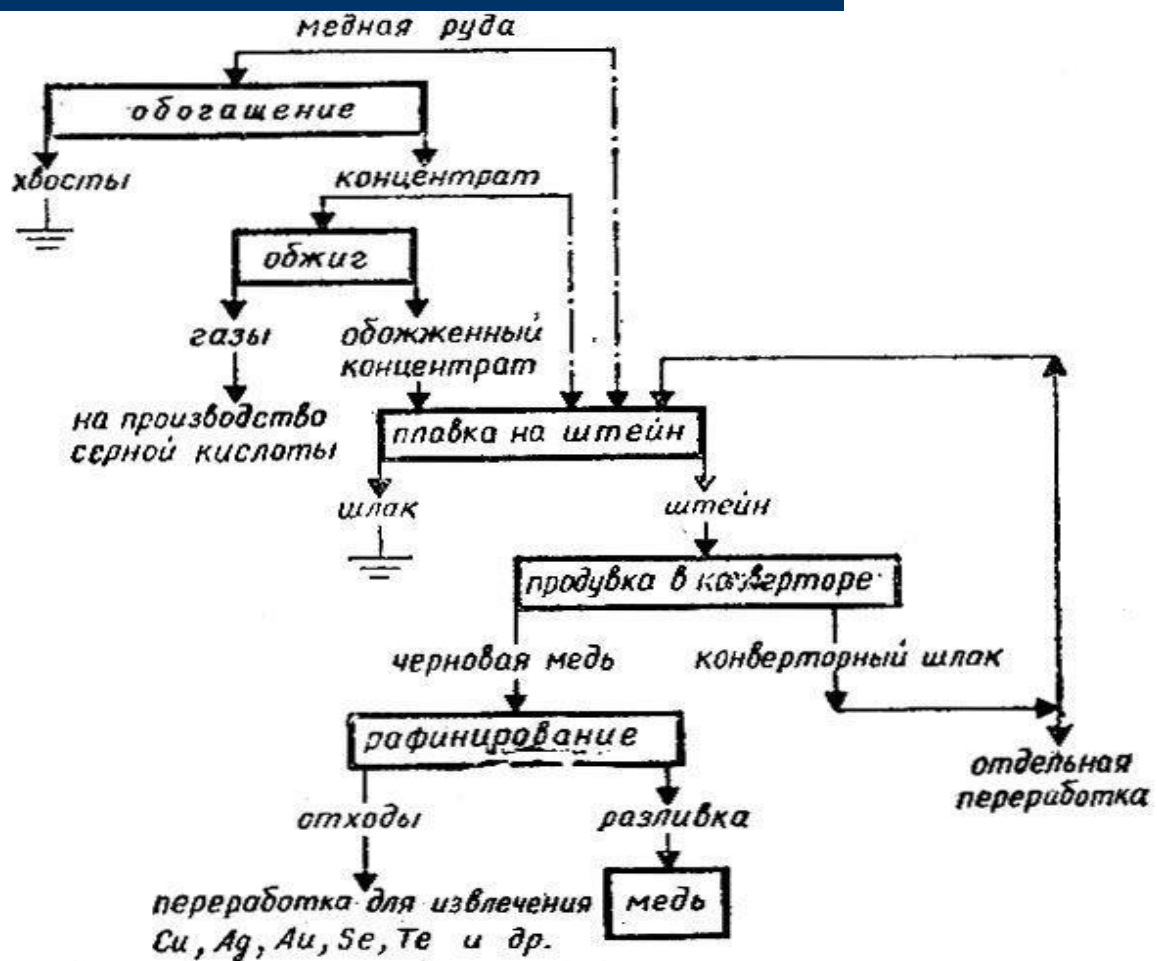 медная руда
обогащение
хвосты
концентрат
обжиг
газы
обожженный
концентрат
на производство
серной кислоты
плавка на штейн
шлак
штейн
продувка в конверторе
черновая медь
конверторный шлак
рафинирование
отдельная
переработка
отходы
разливка
переработка для извлечения
Cu, Ag, Au, Se, Te и др.
медь